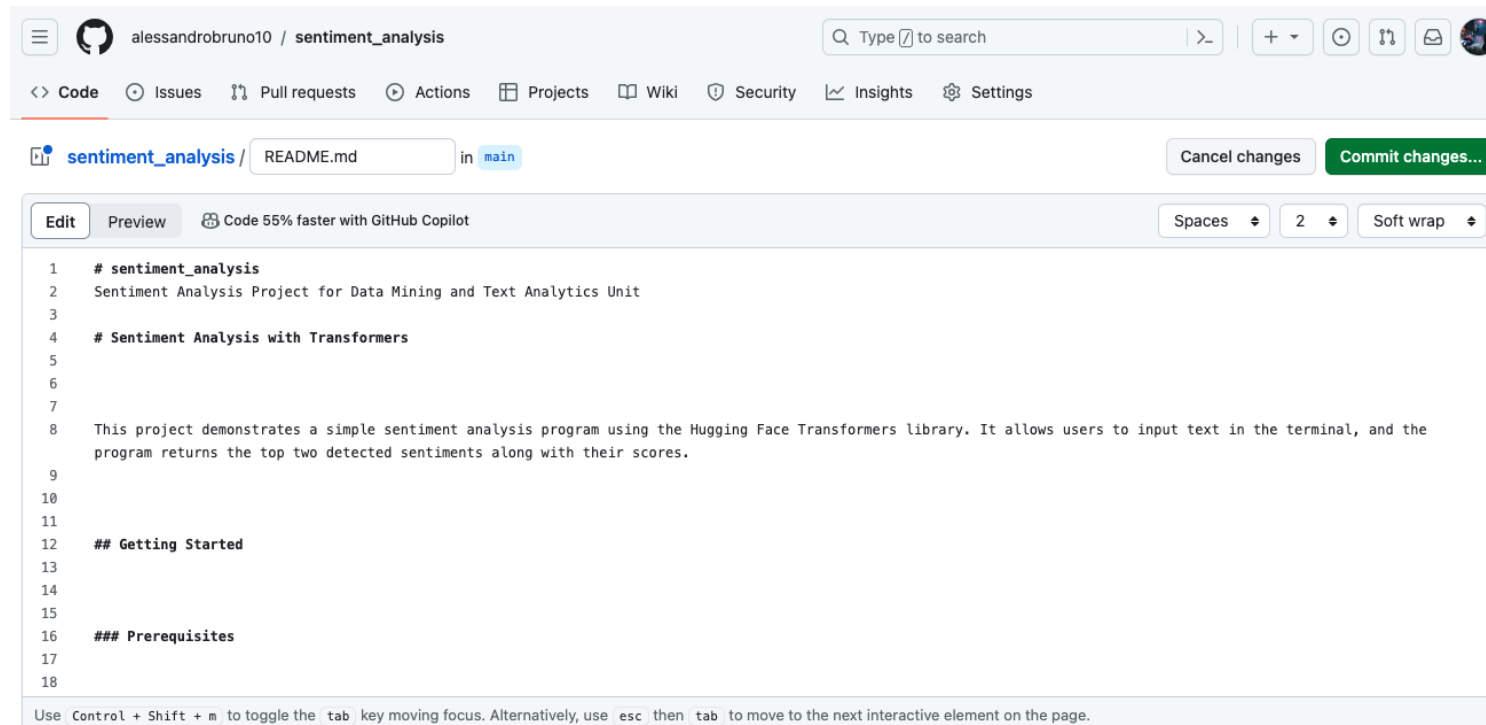 alessandrobruno10 / sentiment_analysis
Type / to search
>_
<> Code Issues Pull requests Actions Projects Wiki Security Insights Settings
sentiment_analysis / README.md in main
Cancel changes Commit changes...
Edit Preview Code 55% faster with GitHub Copilot
Spaces 2 Soft wrap
1 # sentiment_analysis
2 Sentiment Analysis Project for Data Mining and Text Analytics Unit
3
4 # Sentiment Analysis with Transformers
5
6
7
8 This project demonstrates a simple sentiment analysis program using the Hugging Face Transformers library. It allows users to input text in the terminal, and the
program returns the top two detected sentiments along with their scores.
9
10
11
12 ## Getting Started
13
14
15
16 ### Prerequisites
17
18
Use Control + Shift + m to toggle the tab key moving focus. Alternatively, use esc then tab to move to the next interactive element on the page.